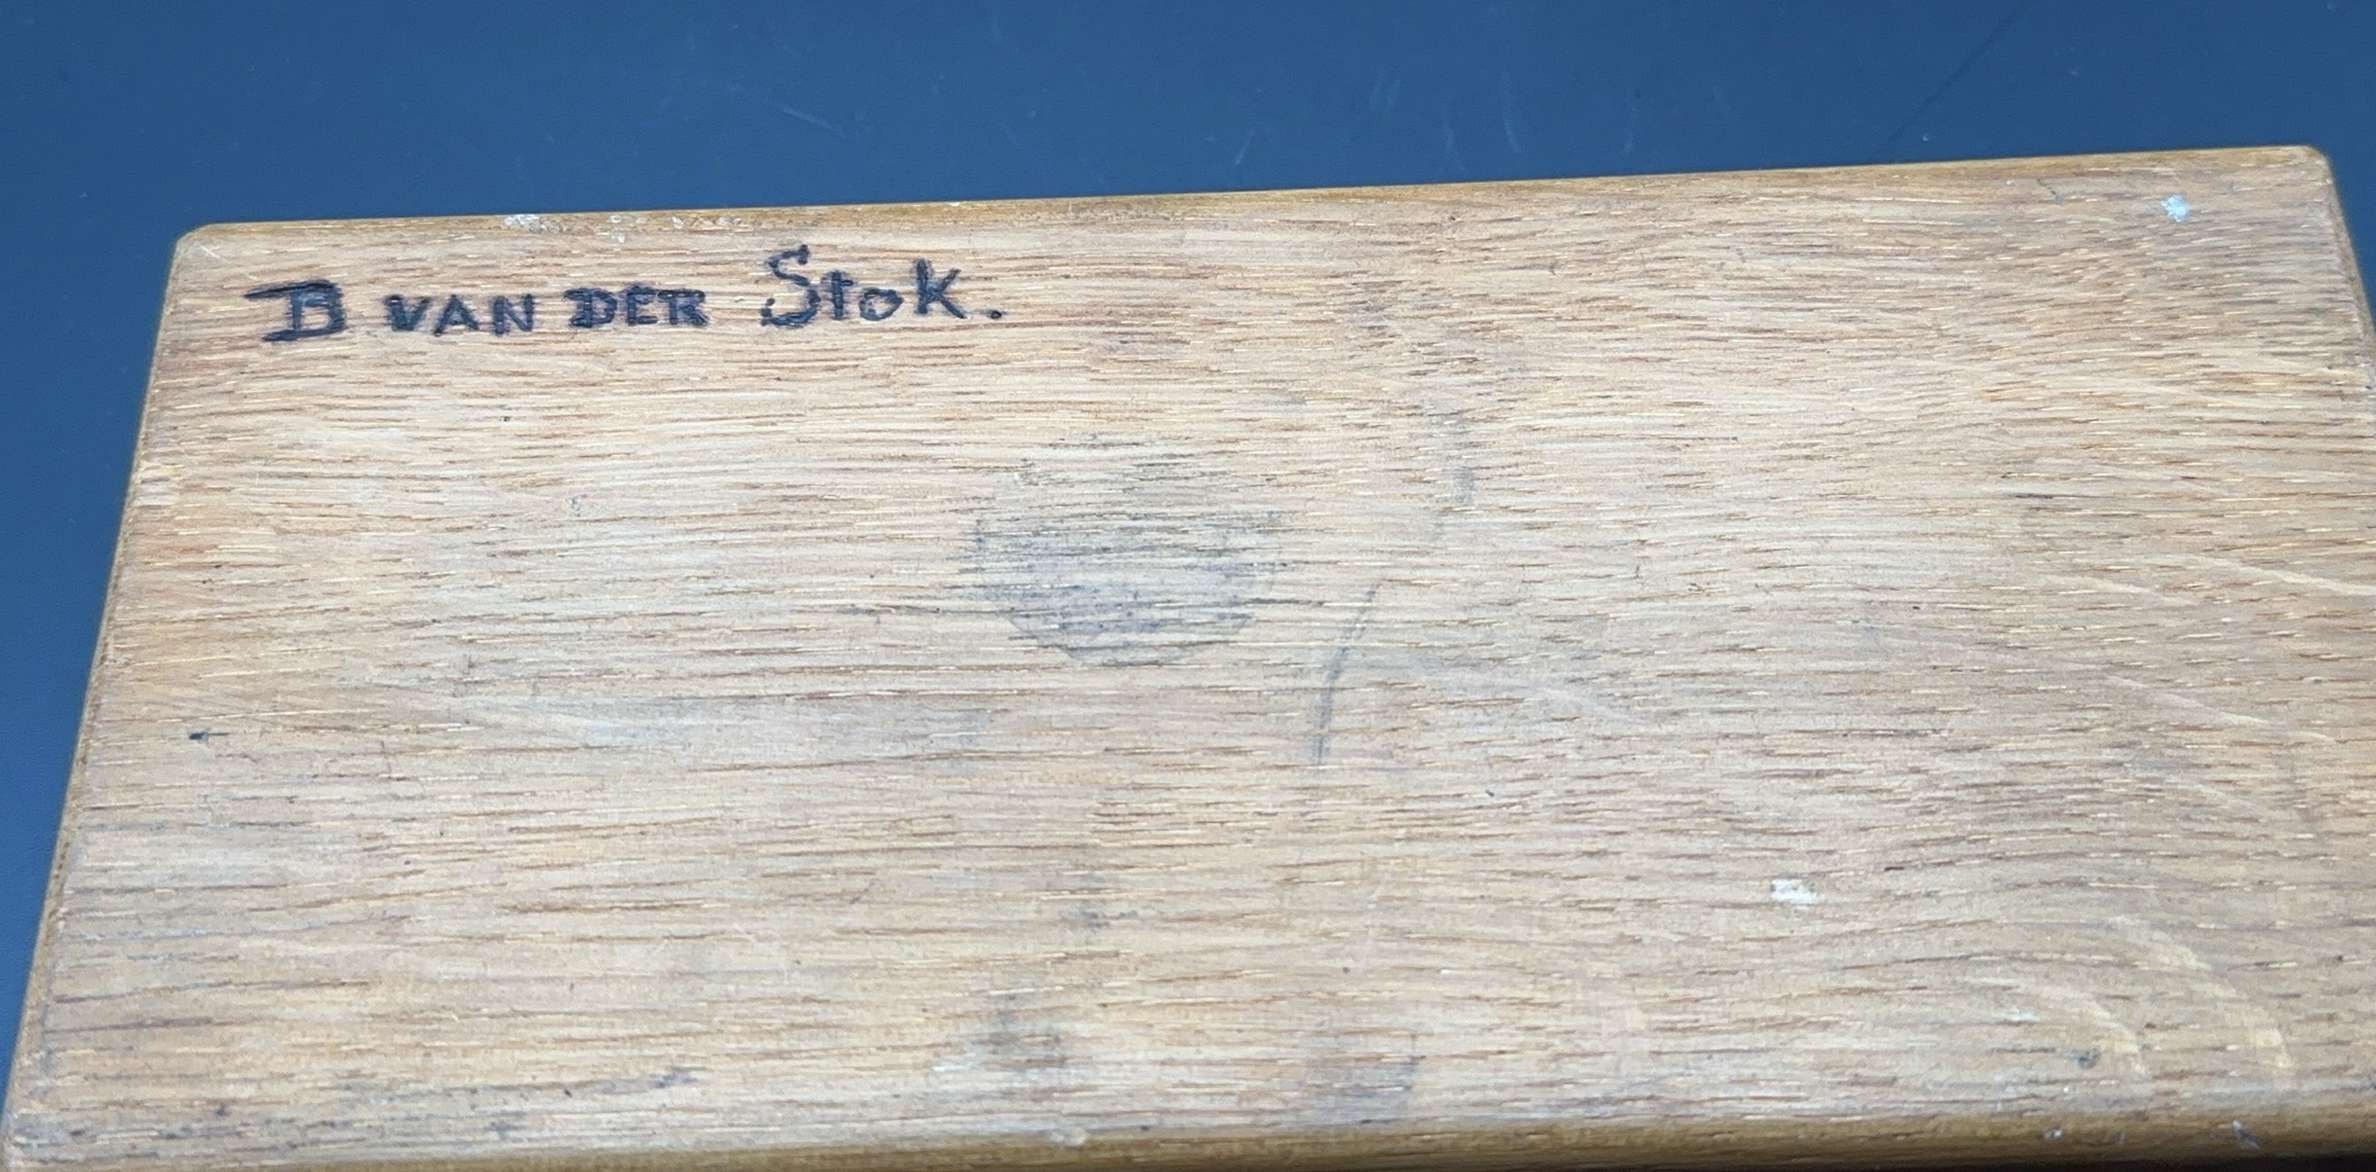 B VAN DER Stok.